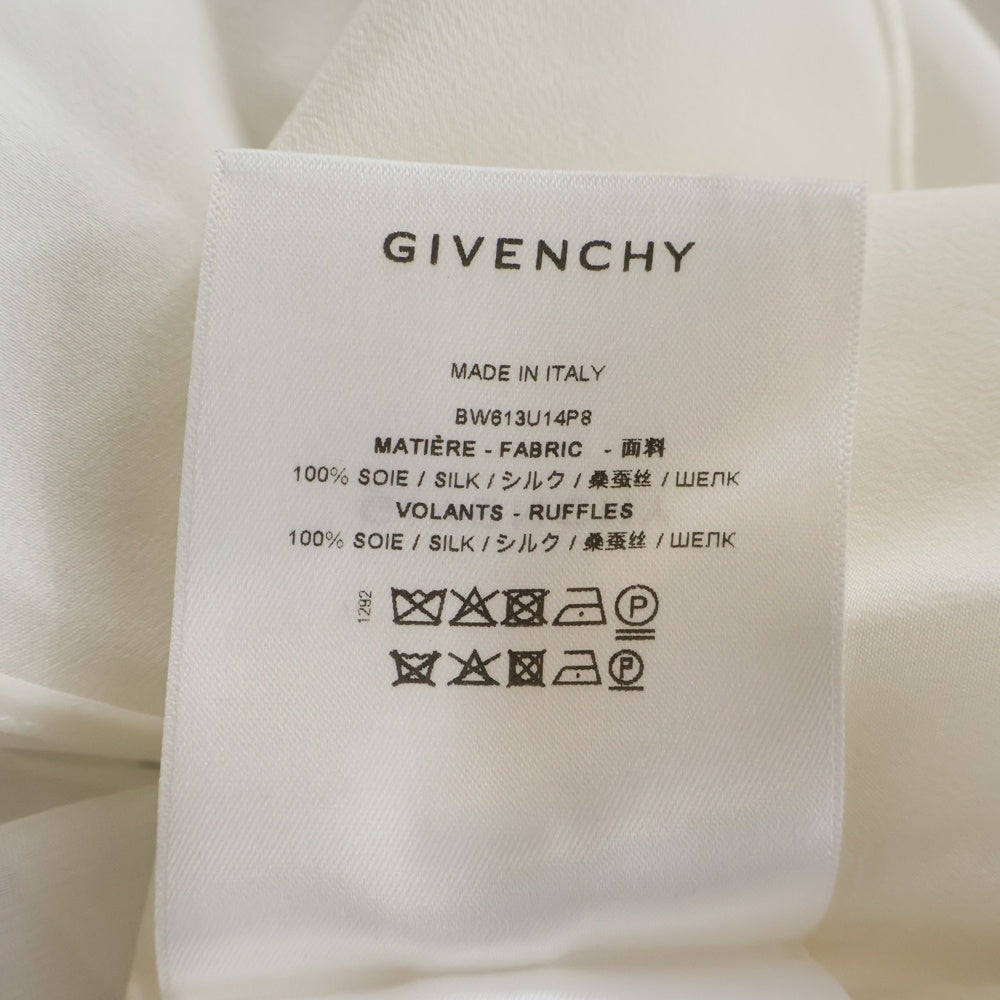 GIVENCHY
MADE IN ITALY
BW613U14P8
MATIÈRE - FABRIC - 面料
100% SOIE / SILK / シルク / 桑蚕丝 / ШЕЛК
VOLANTS - RUFFLES
100% SOIE / SILK / シルク / 桑蚕丝 / ШЕЛК
1292
P
P